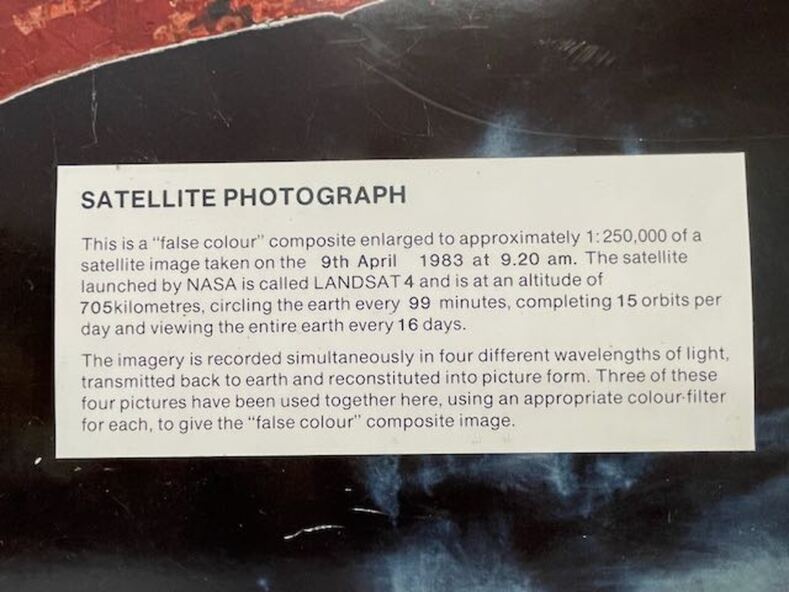 SATELLITE PHOTOGRAPH
This is a "false colour" composite enlarged to approximately 1:250,000 of a
satellite image taken on the 9th April 1983 at 9.20 am. The satellite
launched by NASA is called LANDSAT 4 and is at an altitude of
705kilometres, circling the earth every 99 minutes, completing 15 orbits per
day and viewing the entire earth every 16 days.
The imagery is recorded simultaneously in four different wavelengths of light,
transmitted back to earth and reconstituted into picture form. Three of these
four pictures have been used together here, using an appropriate colour-filter
for each, to give the "false colour" composite image.